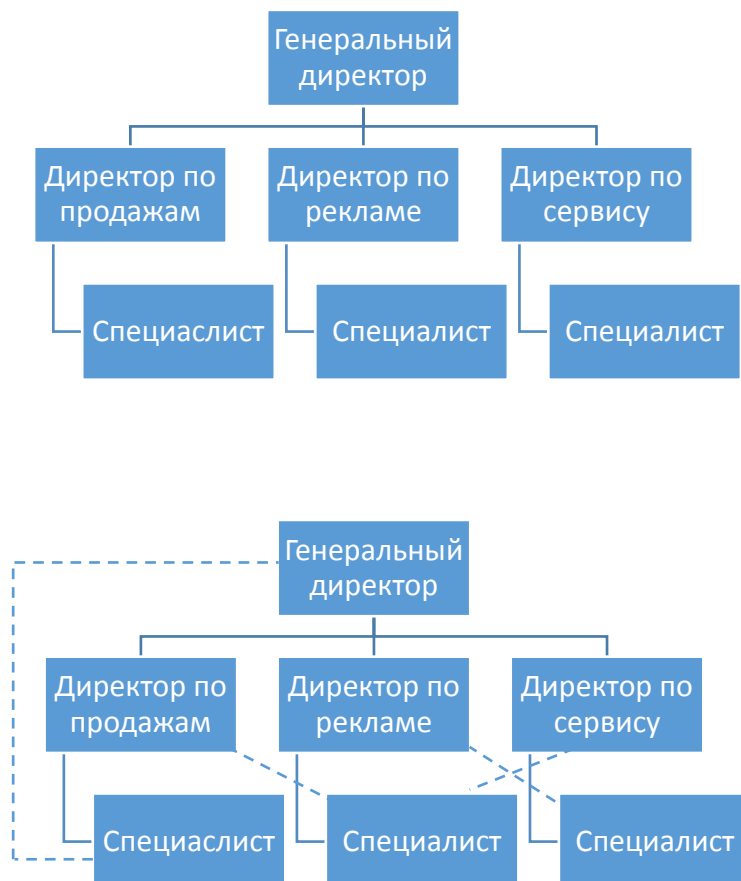 Генеральный
директор
Директор по
продажам
Директор по
рекламе
Директор по
сервису
Специаслист
Специалист
Специалист
Генеральный
директор
Директор по
продажам
Директор по
рекламе
Директор по
сервису
Специаслист
Специалист
Специалист